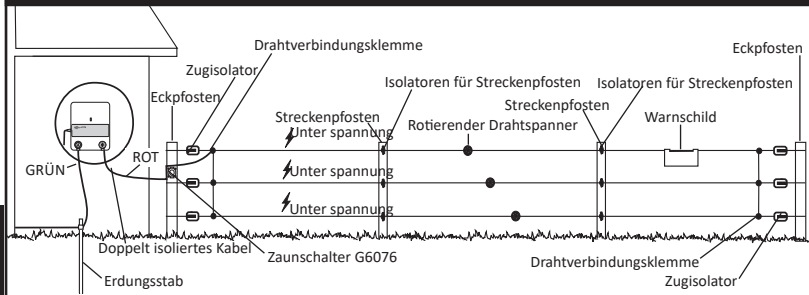 Drahtverbindungsklemme
Eckpfosten
Zugisolator
Isolatoren für Streckenpfosten
Isolatoren für Streckenpfosten
Eckpfosten
Streckenpfosten
Streckenpfosten
Warnschild
Rotierender Drahtspanner
Unter spannung
ROT
GRÜN
Unter spannung
Unter spannung
Doppelt isoliertes Kabel
Zaunschalter G6076
Drahtverbindungsklemme
Erdungsstab
Zugisolator